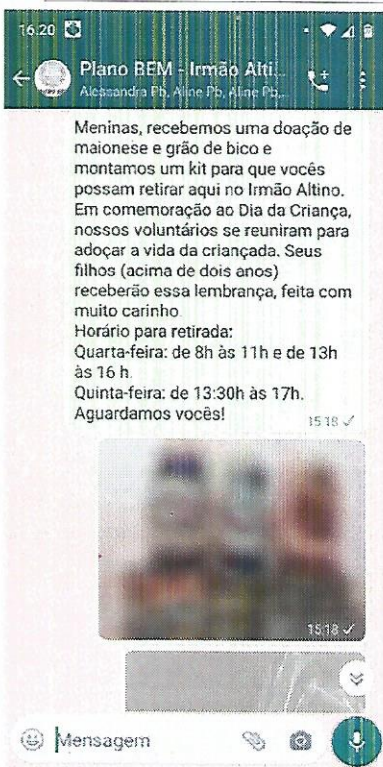 16:20
Plano BEM - Irmão Alti...
Alessandra Pb, Aline Pb, Aline Pb,...
Meninas, recebemos uma doação de
maionese e grão de bico e
montamos um kit para que vocês
possam retirar aqui no Irmão Altino.
Em comemoração ao Dia da Criança,
nossos voluntários se reuniram para
adoçar a vida da criançada. Seus
filhos (acima de dois anos)
receberão essa lembrança, feita com
muito carinho.
Horário para retirada:
Quarta-feira: de 8h às 11h e de 13h
às 16 h.
Quinta-feira: de 13:30h às 17h.
Aguardamos vocês!
15:18
15:18
Mensagem